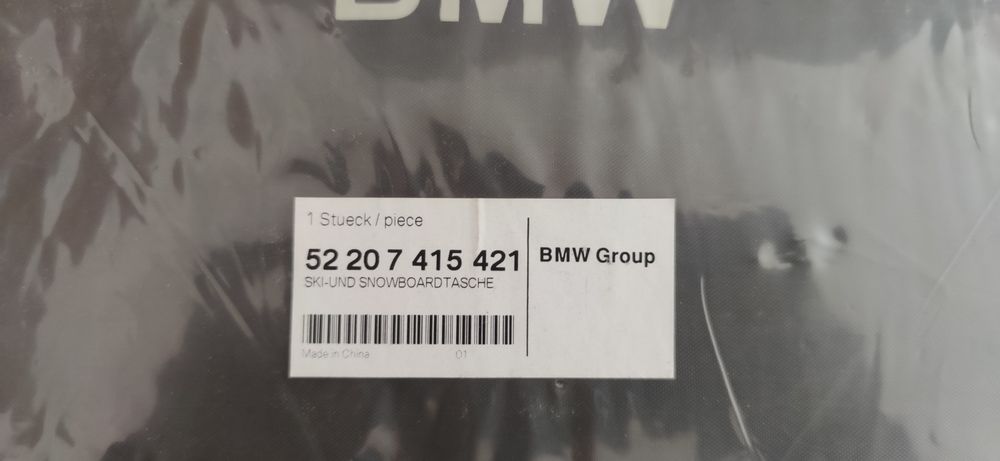 BMW
1 Stueck / piece
52 20 7 415 421
SKI-UND SNOWBOARDTASCHE
Made in China 01
BMW Group